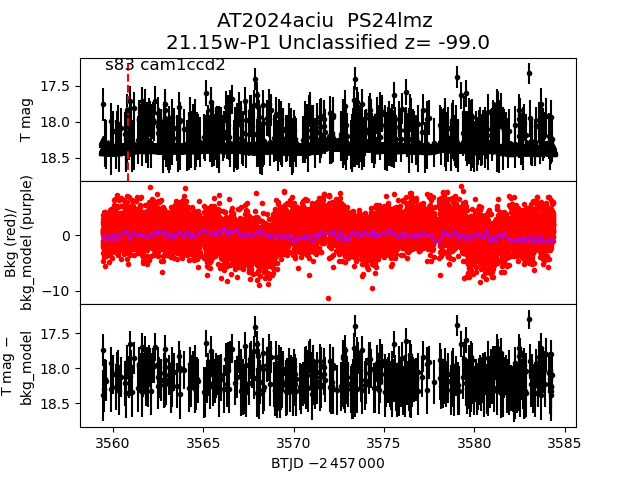 AT2024aciu PS24lmz
21.15w-P1 Unclassified z= -99.0
s83 cam1ccd2
T mag
17.5
18.0
18.5
Bkg (red)/
bkg_model (purple)
0
−10
T mag −
bkg_model
17.5
18.0
18.5
3560 3565 3570 3575 3580 3585
BTJD −2 457 000